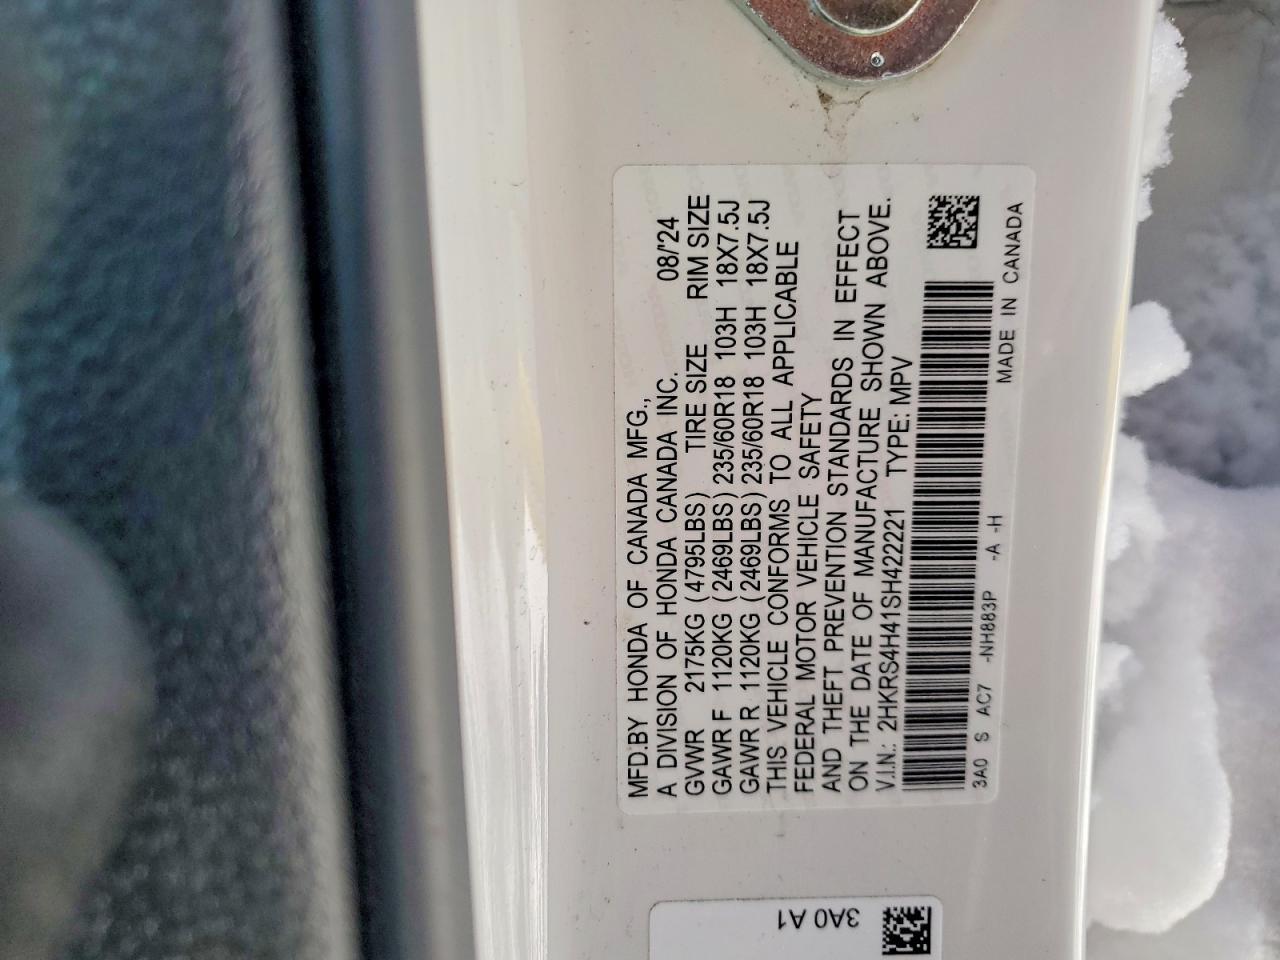 MFD.BY HONDA OF CANADA MFG.,
A DIVISION OF HONDA CANADA INC. 08/'24
GVWR 2175KG (4795LBS) TIRE SIZE RIM SIZE
GAWR F 1120KG (2469LBS) 235/60R18 103H 18X7.5J
GAWR R 1120KG (2469LBS) 235/60R18 103H 18X7.5J
THIS VEHICLE CONFORMS TO ALL APPLICABLE
FEDERAL MOTOR VEHICLE SAFETY
AND THEFT PREVENTION STANDARDS IN EFFECT
ON THE DATE OF MANUFACTURE SHOWN ABOVE.
V.I.N.: 2HKRS4H41SH422221 TYPE: MPV
3A0 S AC7 -NH883P -A -H
MADE IN CANADA
3A0 A1